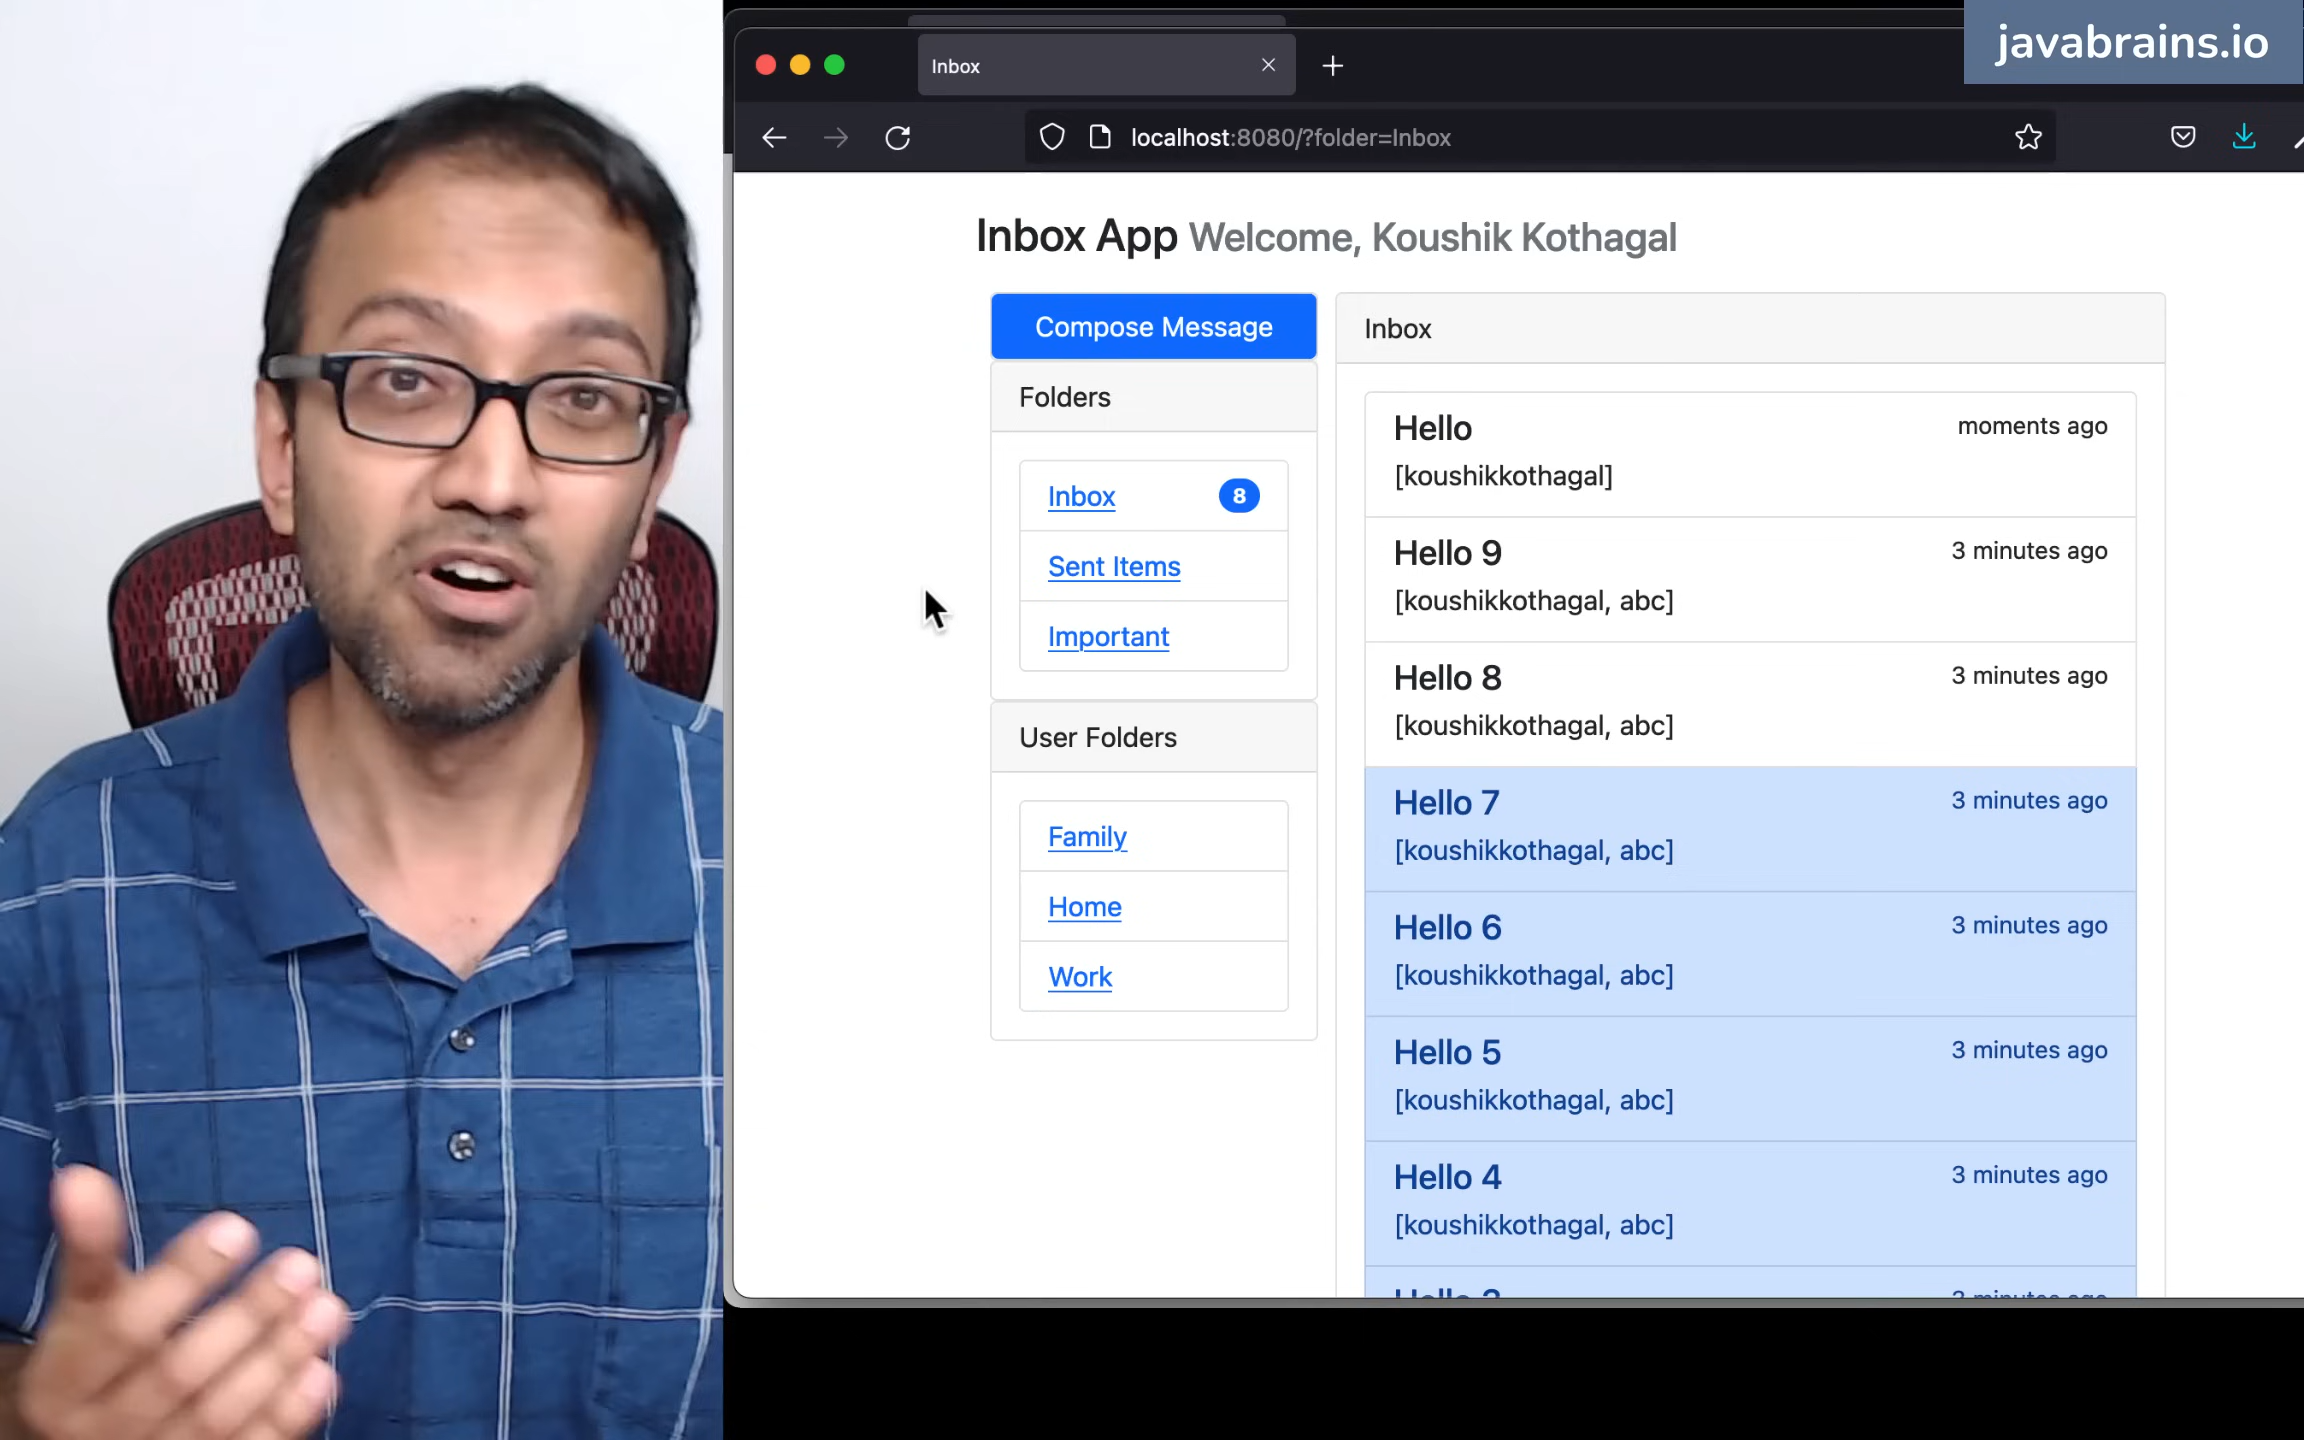 javabrains.io
Inbox
localhost:8080/?folder=Inbox
Inbox App Welcome, Koushik Kothagal
Compose Message
Folders
Inbox 8
Sent Items
Important
User Folders
Family
Home
Work
Inbox
Hello moments ago
[koushikkothagal]
Hello 9 3 minutes ago
[koushikkothagal, abc]
Hello 8 3 minutes ago
[koushikkothagal, abc]
Hello 7 3 minutes ago
[koushikkothagal, abc]
Hello 6 3 minutes ago
[koushikkothagal, abc]
Hello 5 3 minutes ago
[koushikkothagal, abc]
Hello 4 3 minutes ago
[koushikkothagal, abc]